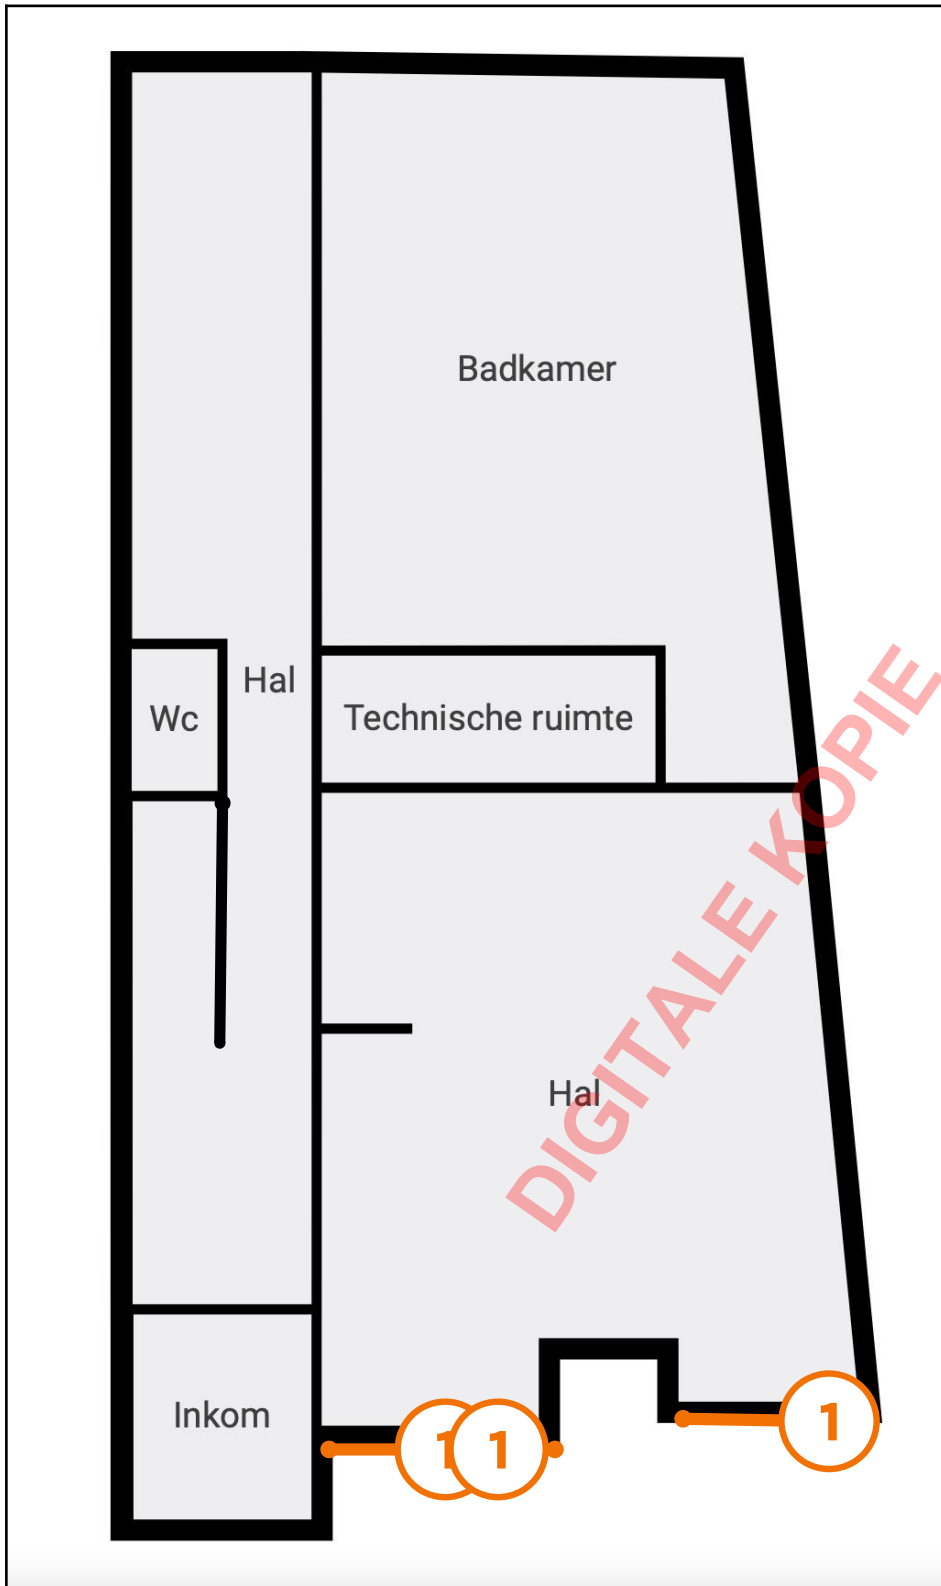 Badkamer
Hal
Wc
Technische ruimte
Hal
DIGITALE KOPIE
Inkom
1
1
1